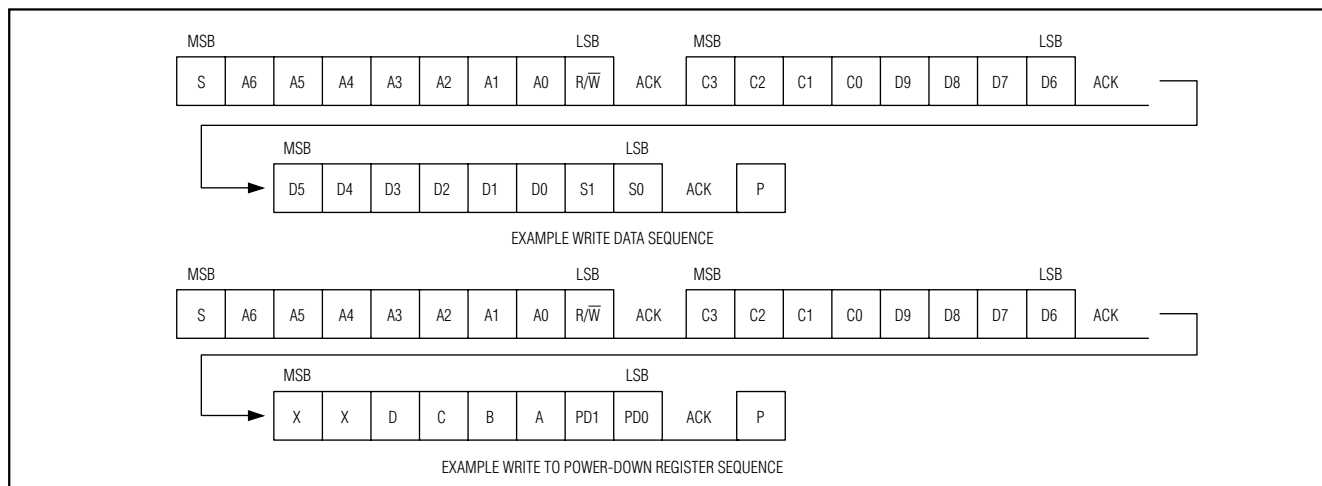 MSB LSB MSB LSB
S A6 A5 A4 A3 A2 A1 A0 R/W̅ ACK C3 C2 C1 C0 D9 D8 D7 D6 ACK
MSB LSB
D5 D4 D3 D2 D1 D0 S1 S0 ACK P
EXAMPLE WRITE DATA SEQUENCE
MSB LSB MSB LSB
S A6 A5 A4 A3 A2 A1 A0 R/W̅ ACK C3 C2 C1 C0 D9 D8 D7 D6 ACK
MSB LSB
X X D C B A PD1 PD0 ACK P
EXAMPLE WRITE TO POWER-DOWN REGISTER SEQUENCE